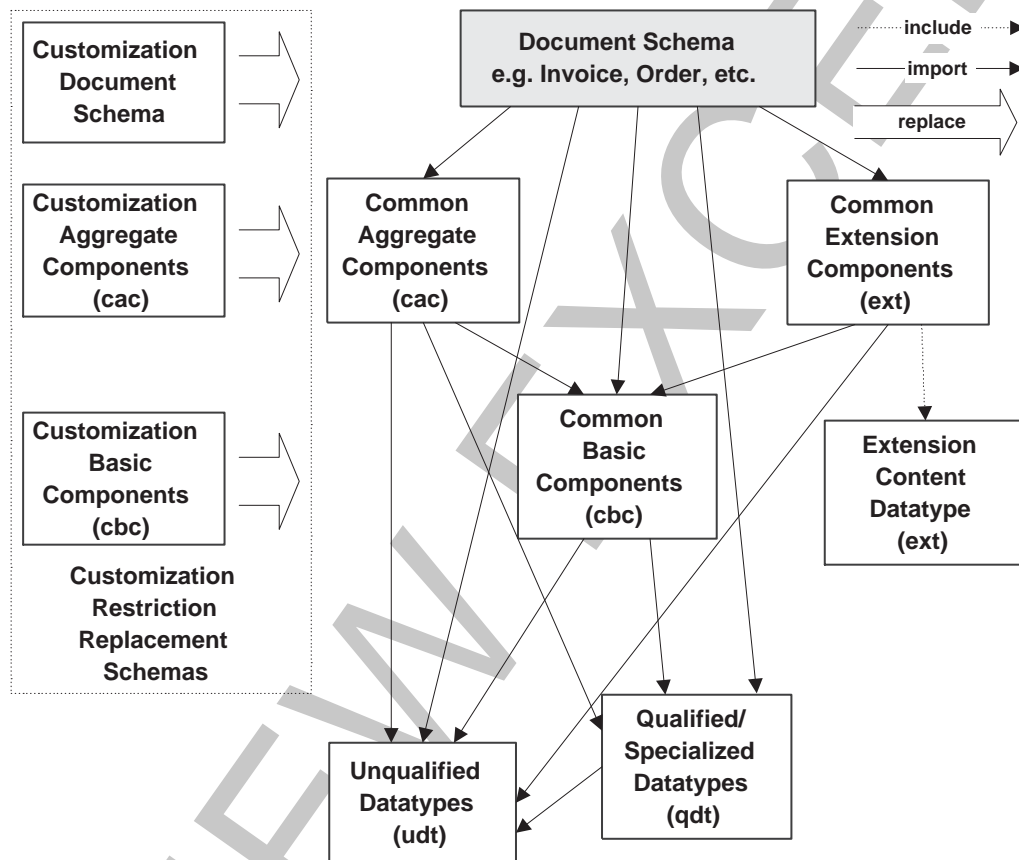 Customization
Document
Schema
Document Schema
e.g. Invoice, Order, etc.
include
import
replace
Customization
Aggregate
Components
(cac)
Common
Aggregate
Components
(cac)
Common
Extension
Components
(ext)
Customization
Basic
Components
(cbc)
Common
Basic
Components
(cbc)
Extension
Content
Datatype
(ext)
Customization
Restriction
Replacement
Schemas
Unqualified
Datatypes
(udt)
Qualified/
Specialized
Datatypes
(qdt)